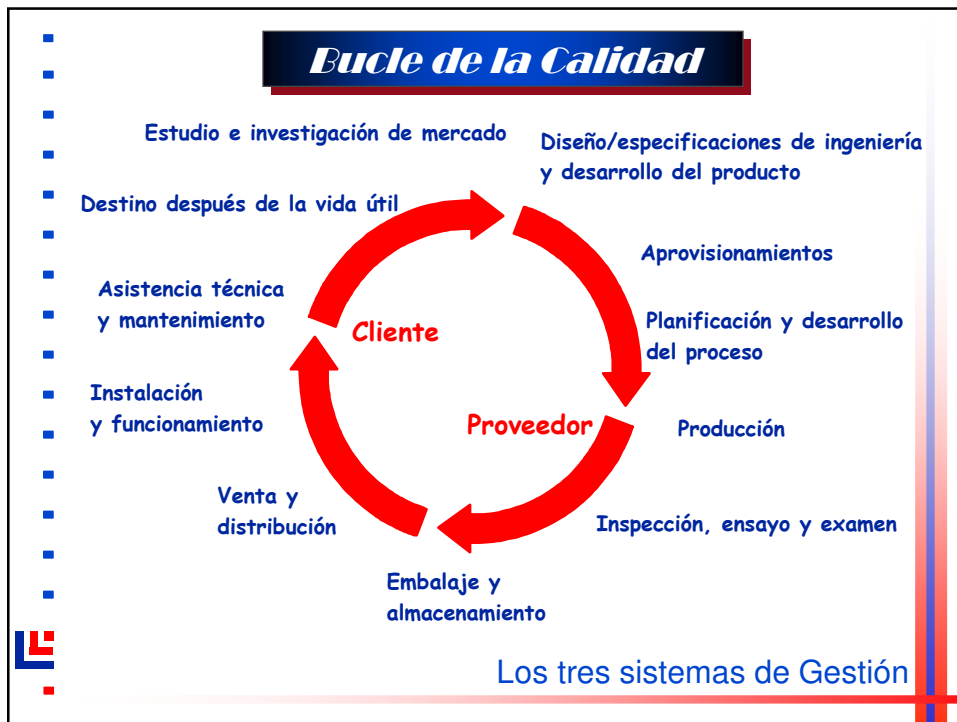 Bucle de la Calidad
Estudio e investigación de mercado
Diseño/especificaciones de ingeniería
y desarrollo del producto
Destino después de la vida útil
Aprovisionamientos
Asistencia técnica
y mantenimiento
Planificación y desarrollo
del proceso
Cliente
Instalación
y funcionamiento
Proveedor
Producción
Venta y
distribución
Inspección, ensayo y examen
Embalaje y
almacenamiento
Los tres sistemas de Gestión